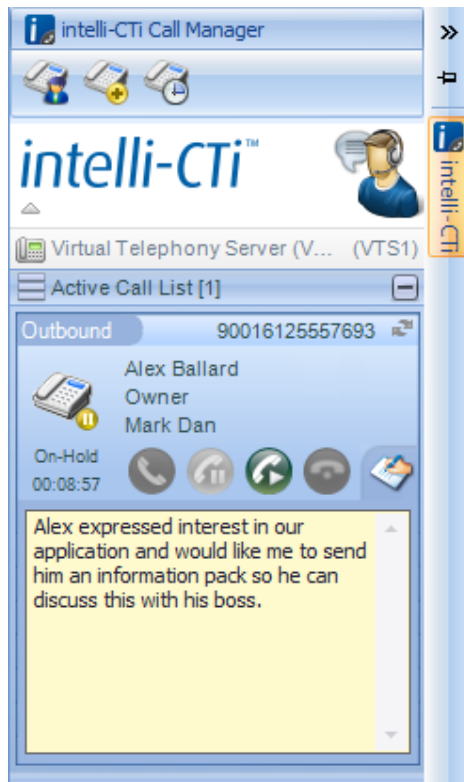 intelli-CTi Call Manager
intelli-CTi™
intelli-CTi
Virtual Telephony Server (V... (VTS1)
Active Call List [1]
Outbound 90016125557693
Alex Ballard
Owner
Mark Dan
On-Hold
00:08:57
Alex expressed interest in our
application and would like me to send
him an information pack so he can
discuss this with his boss.